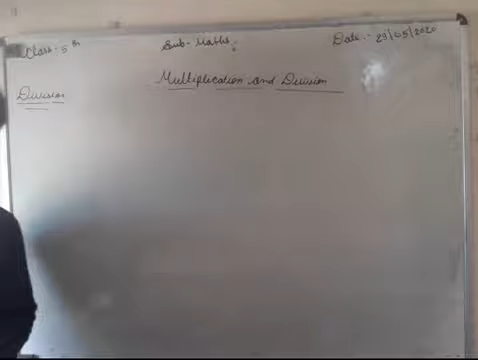 Class - 5th Sub - Maths Date - 29/05/2020
Multiplication and Division
Division